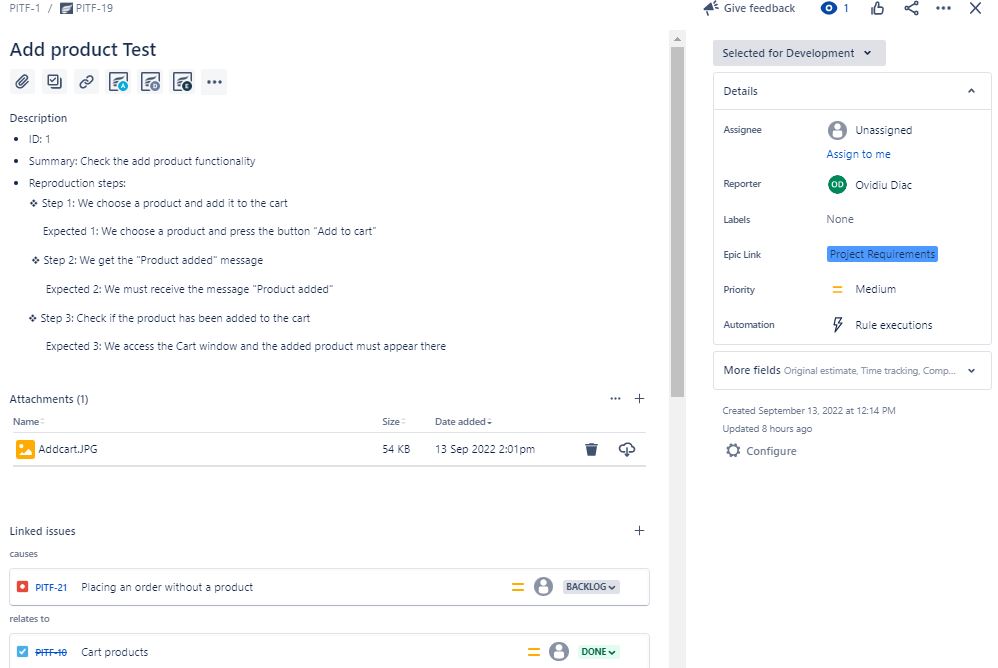 PITF-1 / PITF-19
Give feedback
1
Add product Test
Selected for Development
Description
• ID: 1
• Summary: Check the add product functionality
• Reproduction steps:
❖ Step 1: We choose a product and add it to the cart
Expected 1: We choose a product and press the button "Add to cart"
❖ Step 2: We get the "Product added" message
Expected 2: We must receive the message "Product added"
❖ Step 3: Check if the product has been added to the cart
Expected 3: We access the Cart window and the added product must appear there
Attachments (1)
Name Size Date added
Addcart.JPG 54 KB 13 Sep 2022 2:01pm
Linked issues
causes
PITF-21 Placing an order without a product BACKLOG
relates to
PITF-10 Cart products DONE
Details
Assignee Unassigned
Assign to me
Reporter OD Ovidiu Diac
Labels None
Epic Link Project Requirements
Priority Medium
Automation Rule executions
More fields Original estimate, Time tracking, Comp...
Created September 13, 2022 at 12:14 PM
Updated 8 hours ago
Configure